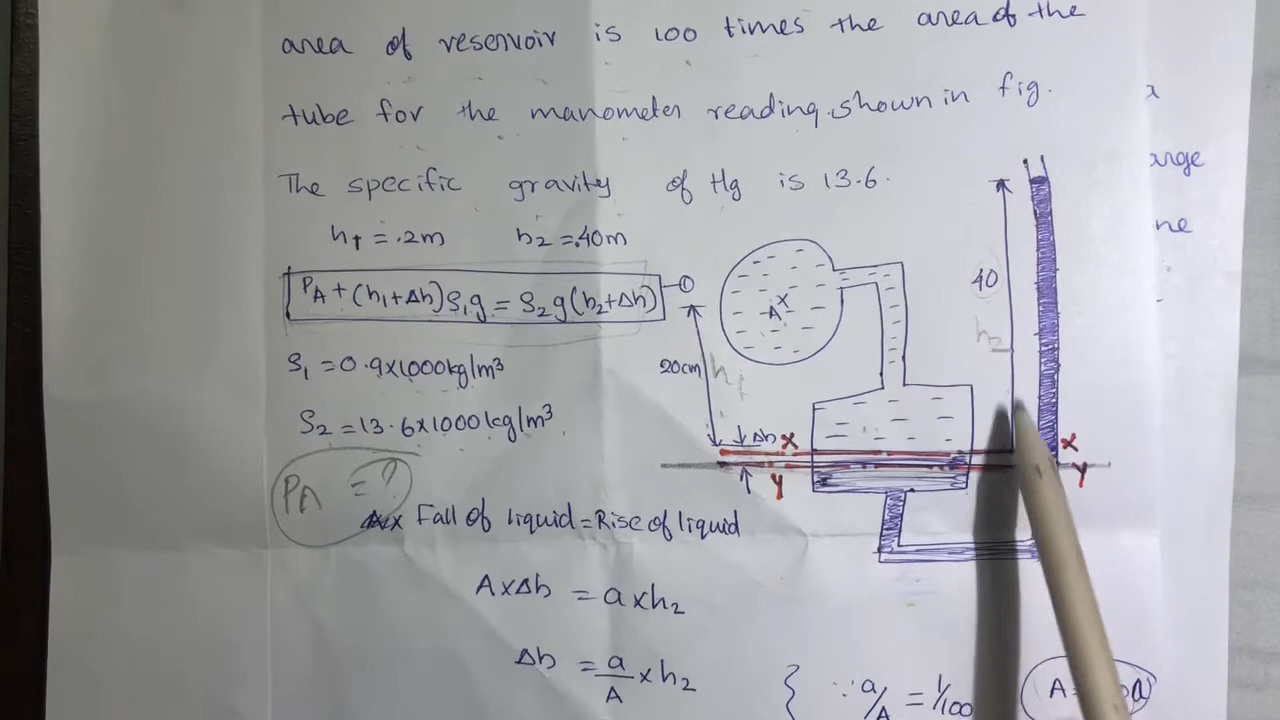 area of reservoir is 100 times the area of the
tube for the manometer reading shown in fig.
The specific gravity of Hg is 13.6.
h1 = .2m h2 = .40m
PA + (h1+Δh)S1g = S2g(h2+Δh) ①
S1 = 0.9x1000kg/m³
S2 = 13.6x1000kg/m³
PA = ?
Fall of liquid = Rise of liquid
A x Δh = a x h2
Δh = a/A x h2 { ∵ a/A = 1/100
A
40
h2
20cm
h1
Δh
X
X
Y
Y
ange
ne